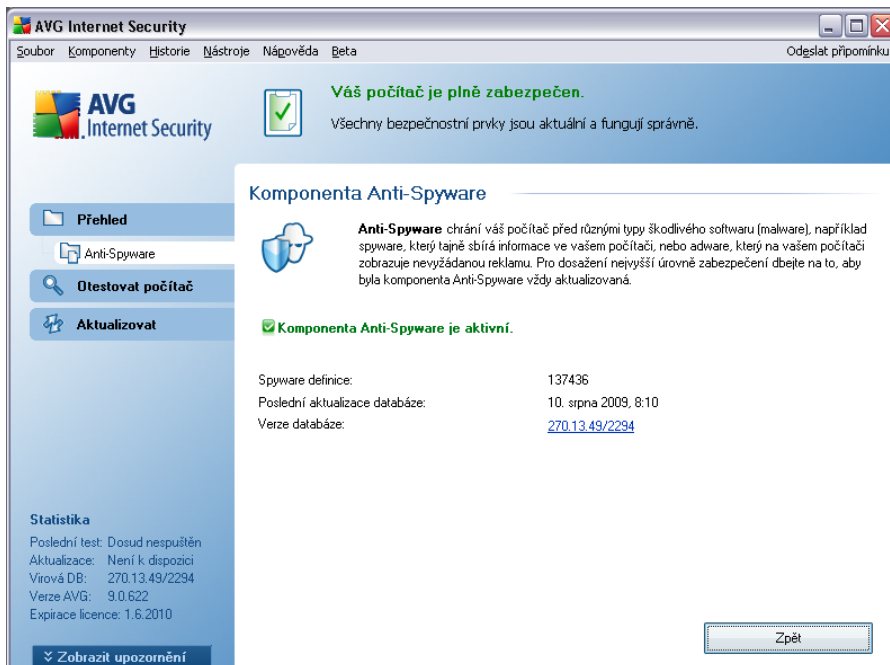 AVG Internet Security
Soubor Komponenty Historie Nástroje Nápověda Beta Odeslat připomínku
AVG
Internet Security
Váš počítač je plně zabezpečen.
Všechny bezpečnostní prvky jsou aktuální a fungují správně.
Přehled
Anti-Spyware
Otestovat počítač
Aktualizovat
Komponenta Anti-Spyware
Anti-Spyware chrání váš počítač před různými typy škodlivého softwaru (malware), například
spyware, který tajně sbírá informace ve vašem počítači, nebo adware, který na vašem počítači
zobrazuje nevyžádanou reklamu. Pro dosažení nejvyšší úrovně zabezpečení dbejte na to, aby
byla komponenta Anti-Spyware vždy aktualizovaná.
Komponenta Anti-Spyware je aktivní.
Spyware definice: 137436
Poslední aktualizace databáze: 10. srpna 2009, 8:10
Verze databáze: 270.13.49/2294
Statistika
Poslední test: Dosud nespuštěn
Aktualizace: Není k dispozici
Virová DB: 270.13.49/2294
Verze AVG: 9.0.622
Expirace licence: 1.6.2010
Zobrazit upozornění
Zpět